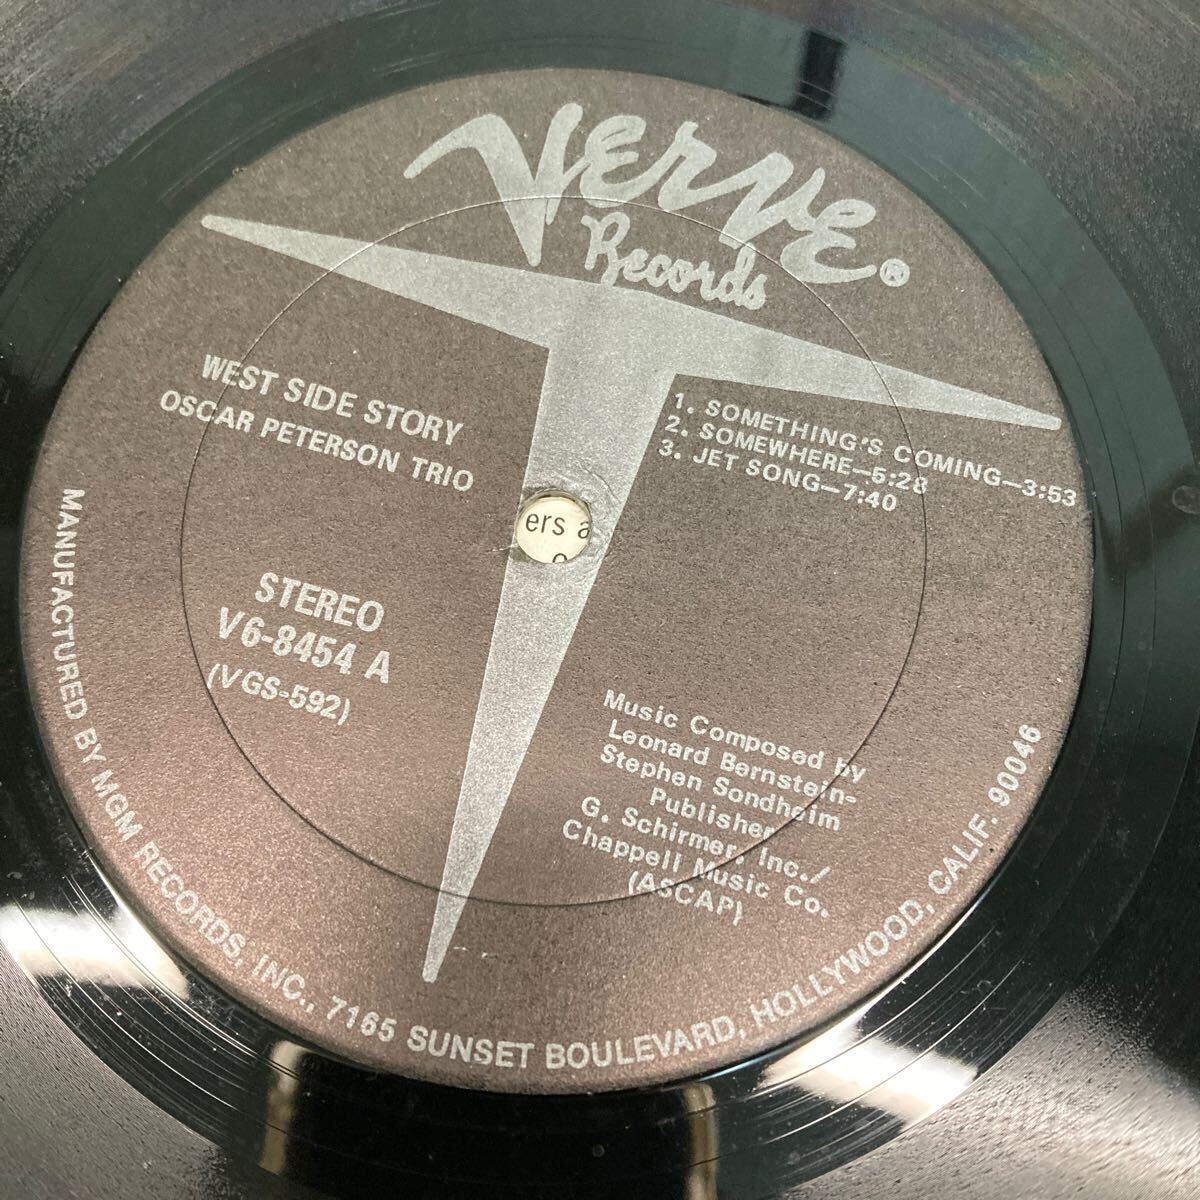 Verve®
Records
WEST SIDE STORY
OSCAR PETERSON TRIO
1. SOMETHING'S COMING—3:53
2. SOMEWHERE—5:28
3. JET SONG—7:40
ers a
STEREO
V6-8454 A
(VGS-592)
Music Composed by
Leonard Bernstein-
Stephen Sondheim
Publisher
G. Schirmer, Inc./
Chappell Music Co.
(ASCAP)
MANUFACTURED BY MGM RECORDS, INC., 7165 SUNSET BOULEVARD, HOLLYWOOD, CALIF. 90046